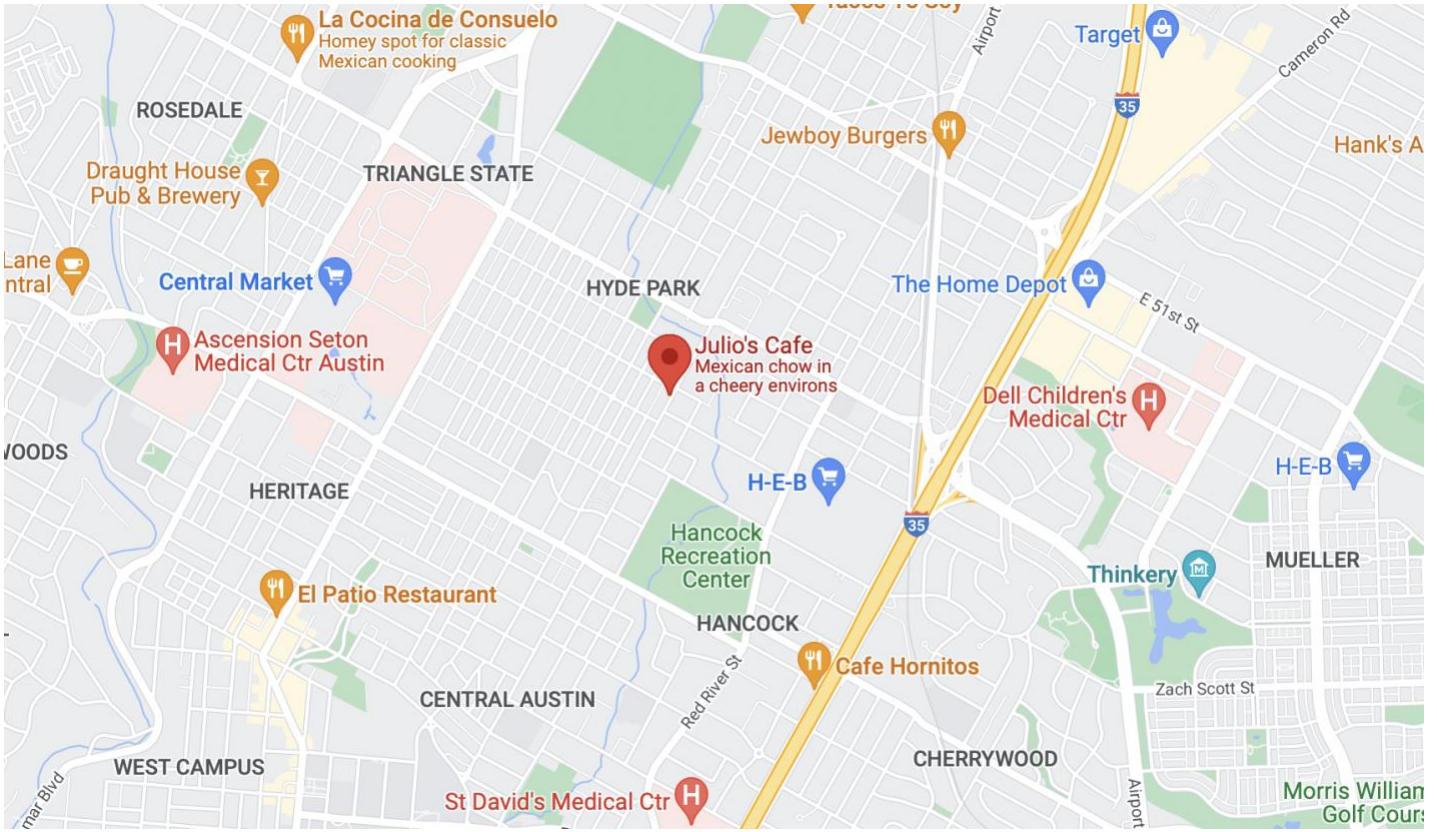 La Cocina de Consuelo
Homey spot for classic
Mexican cooking
Airport
Target
Cameron Rd
35
ROSEDALE
Jewboy Burgers
Hank's A
Draught House
Pub & Brewery
TRIANGLE STATE
Lane
ntral
Central Market
HYDE PARK
The Home Depot
E 51st St
H
Ascension Seton
Medical Ctr Austin
Julio's Cafe
Mexican chow in
a cheery environs
Dell Children's
Medical Ctr
H
WOODS
H-E-B
H-E-B
HERITAGE
35
Hancock
Recreation
Center
MUELLER
Thinkery
M
El Patio Restaurant
HANCOCK
Cafe Hornitos
Red River St
Zach Scott St
CENTRAL AUSTIN
WEST CAMPUS
CHERRYWOOD
mar Blvd
St David's Medical Ctr
H
Airport
Morris William
Golf Cours